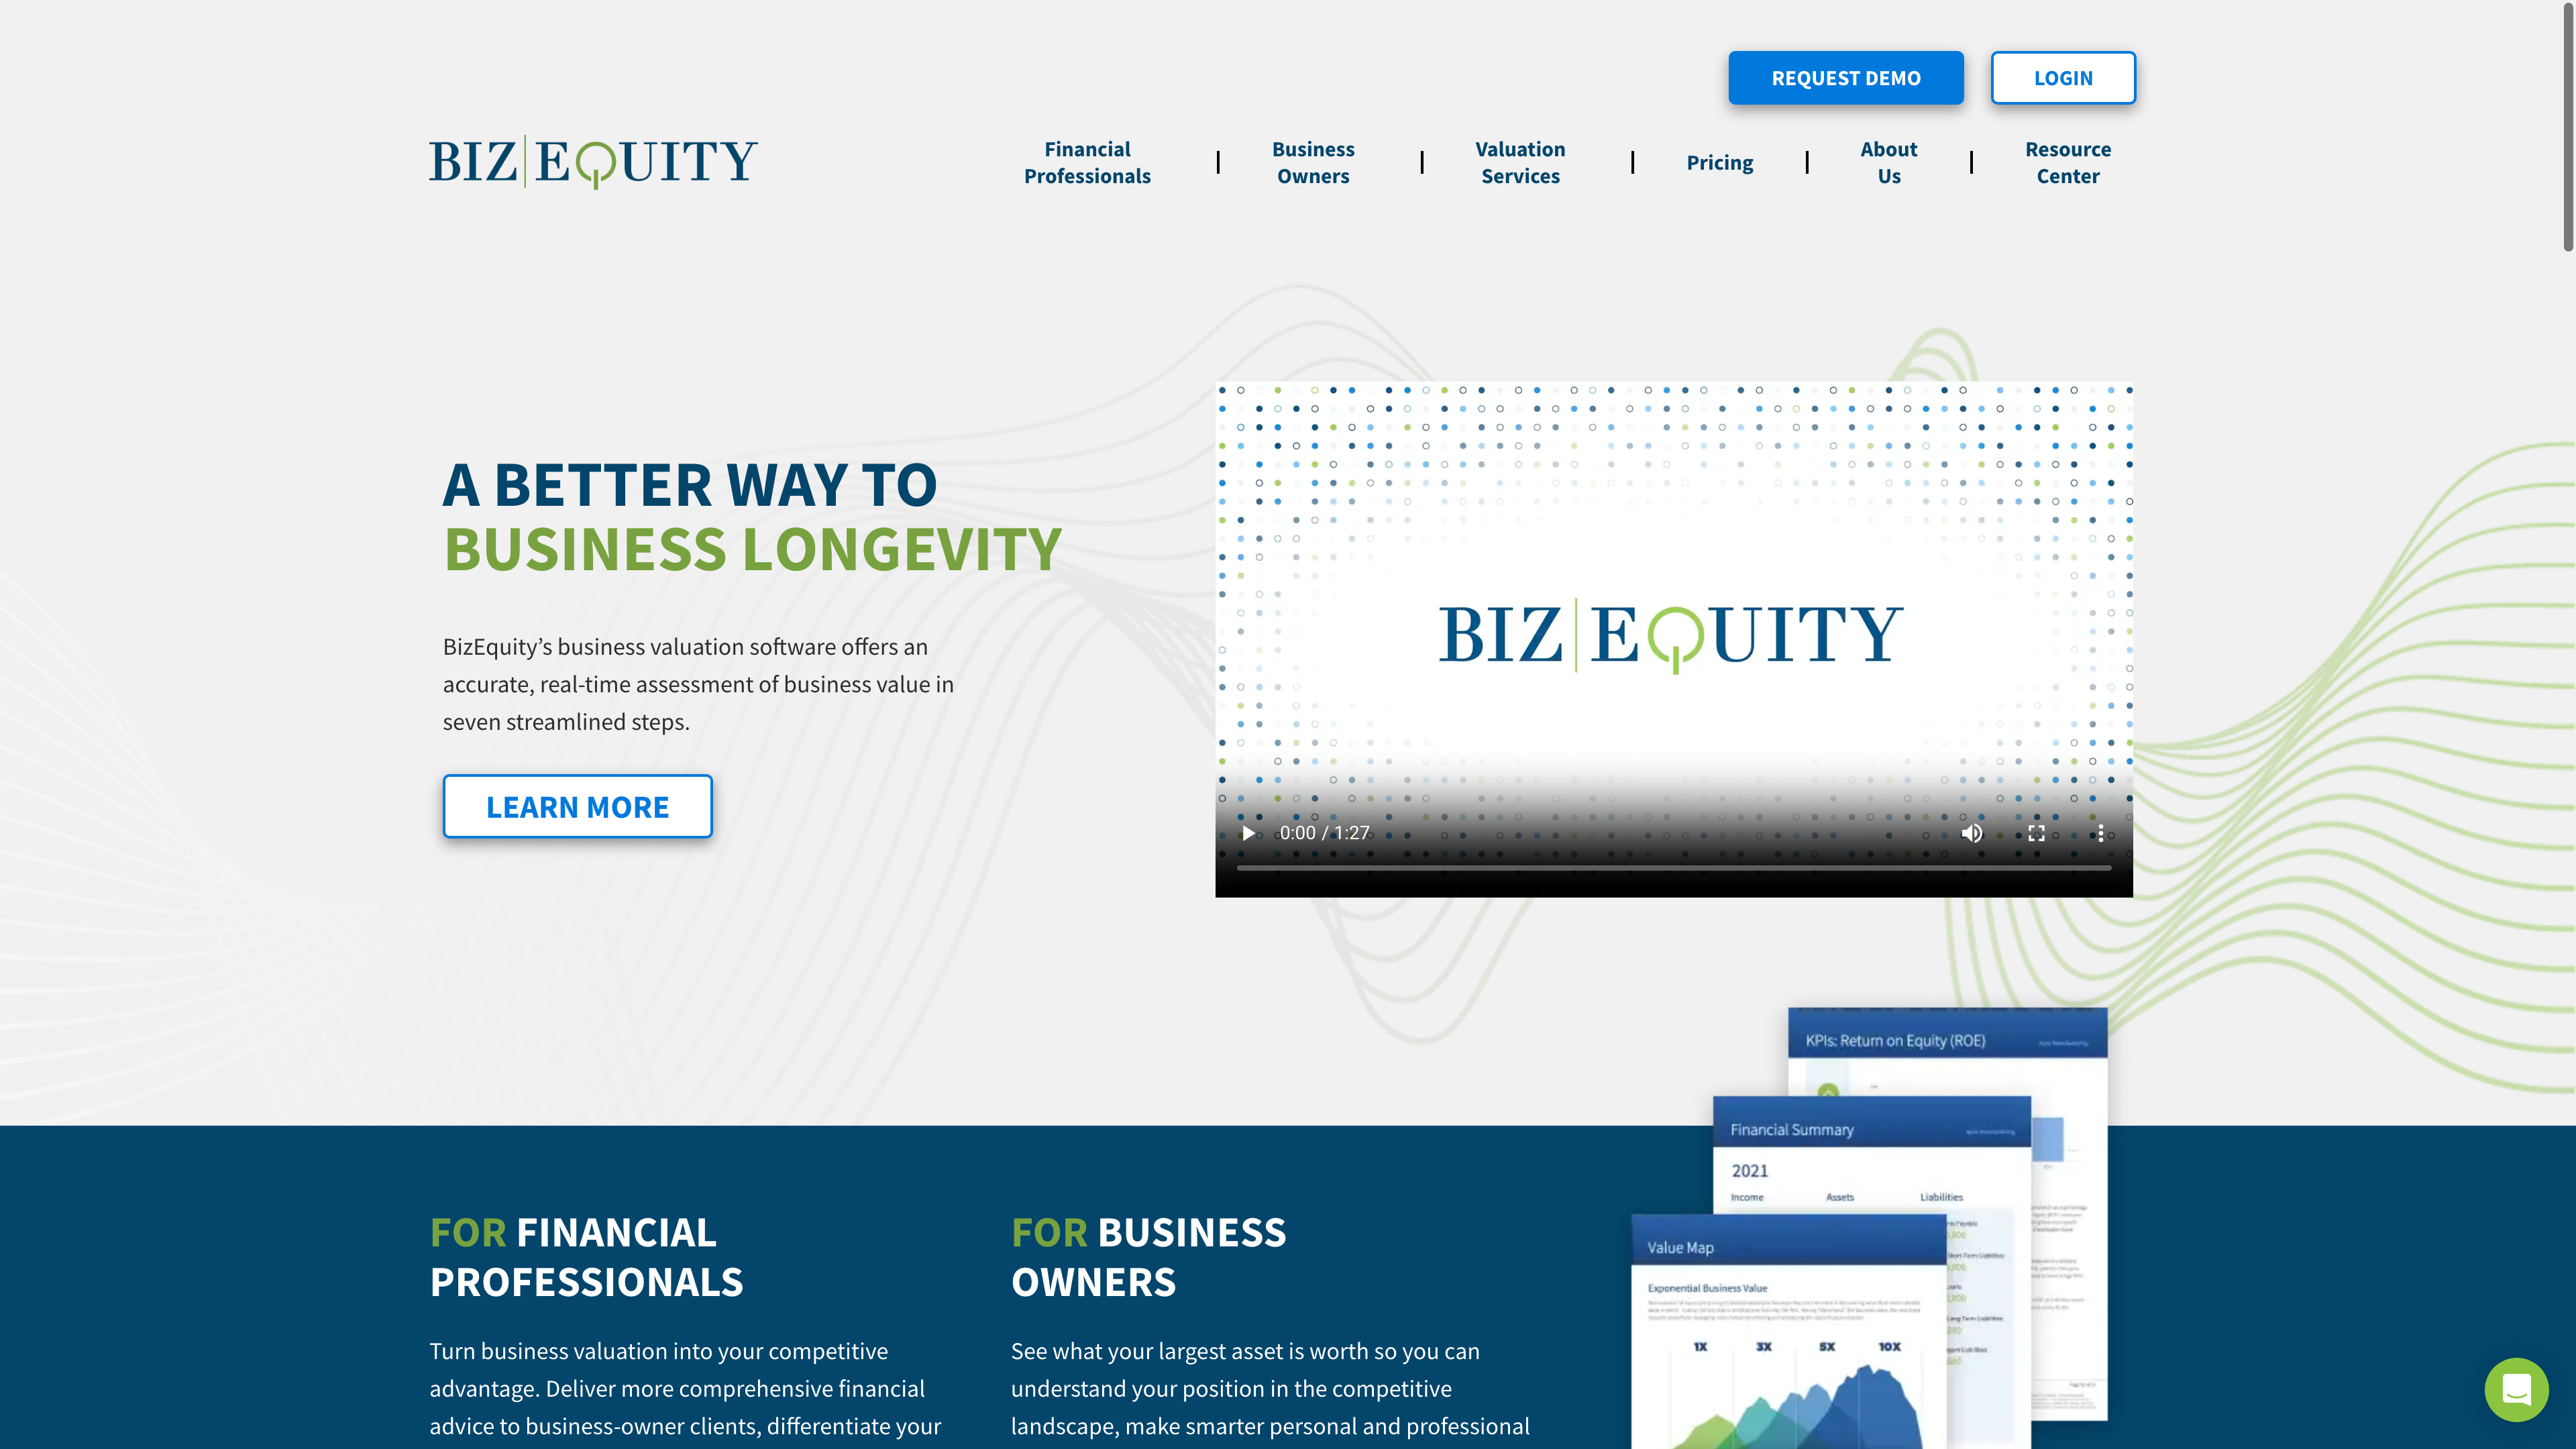 REQUEST DEMO
LOGIN
BIZ EQUITY
Financial Professionals
Business Owners
Valuation Services
Pricing
About Us
Resource Center
A BETTER WAY TO
BUSINESS LONGEVITY
BizEquity’s business valuation software offers an
accurate, real-time assessment of business value in
seven streamlined steps.
LEARN MORE
BIZ EQUITY
0:00 / 1:27
KPIs: Return on Equity (ROE)
Financial Summary
2021
Income Assets Liabilities
Value Map
Exponential Business Value
1X 3X 5X 10X
FOR FINANCIAL
PROFESSIONALS
Turn business valuation into your competitive
advantage. Deliver more comprehensive financial
advice to business-owner clients, differentiate your
FOR BUSINESS
OWNERS
See what your largest asset is worth so you can
understand your position in the competitive
landscape, make smarter personal and professional